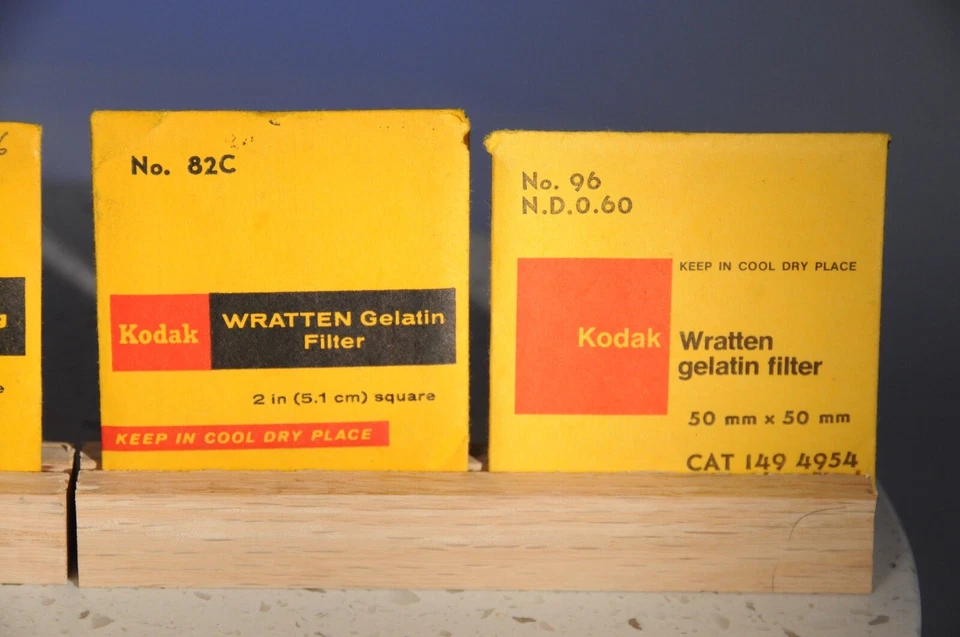 No. 82C
Kodak
WRATTEN Gelatin
Filter
2 in (5.1 cm) square
KEEP IN COOL DRY PLACE
No. 96
N.D.0.60
KEEP IN COOL DRY PLACE
Kodak
Wratten
gelatin filter
50 mm x 50 mm
CAT 149 4954